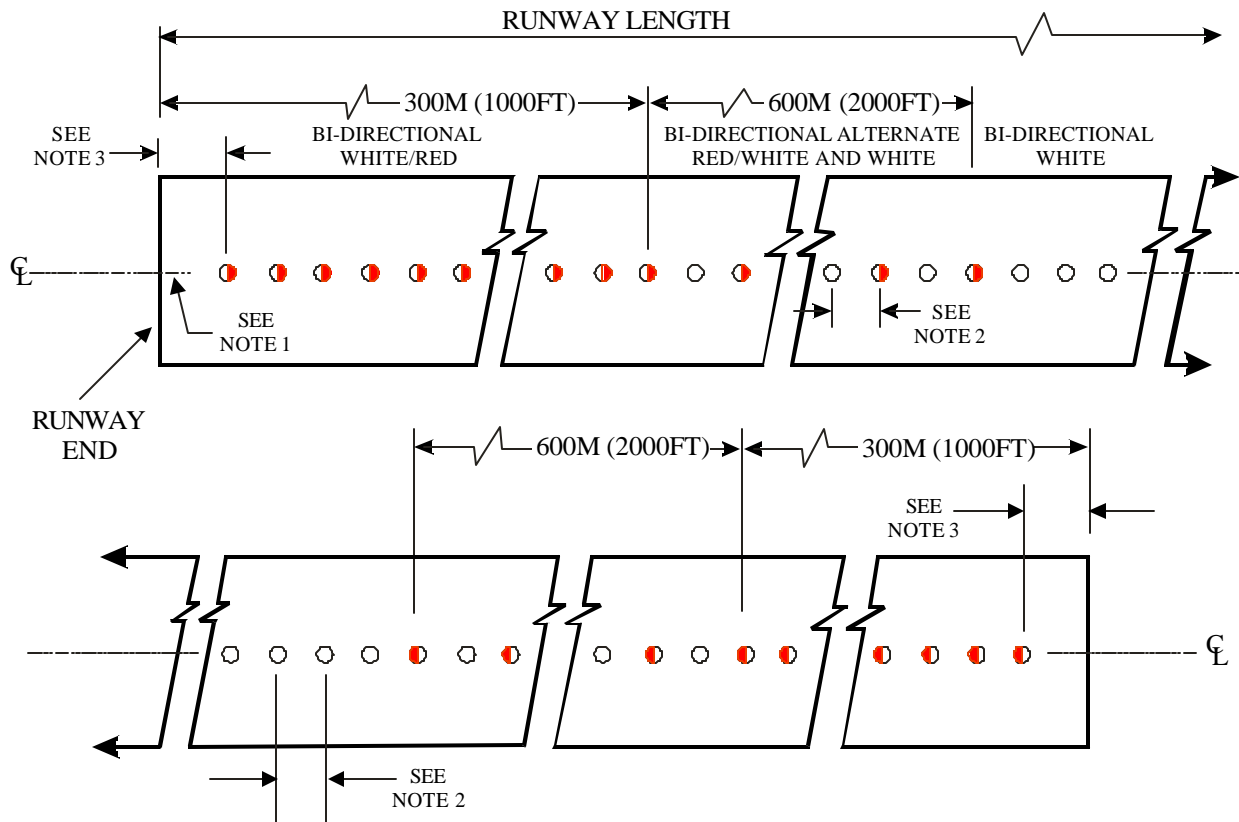 RUNWAY LENGTH
300M (1000FT)
600M (2000FT)
SEE
NOTE 3
BI-DIRECTIONAL
WHITE/RED
BI-DIRECTIONAL ALTERNATE
RED/WHITE AND WHITE
BI-DIRECTIONAL
WHITE
℄
SEE
NOTE 1
SEE
NOTE 2
RUNWAY
END
600M (2000FT)
300M (1000FT)
SEE
NOTE 3
℄
SEE
NOTE 2